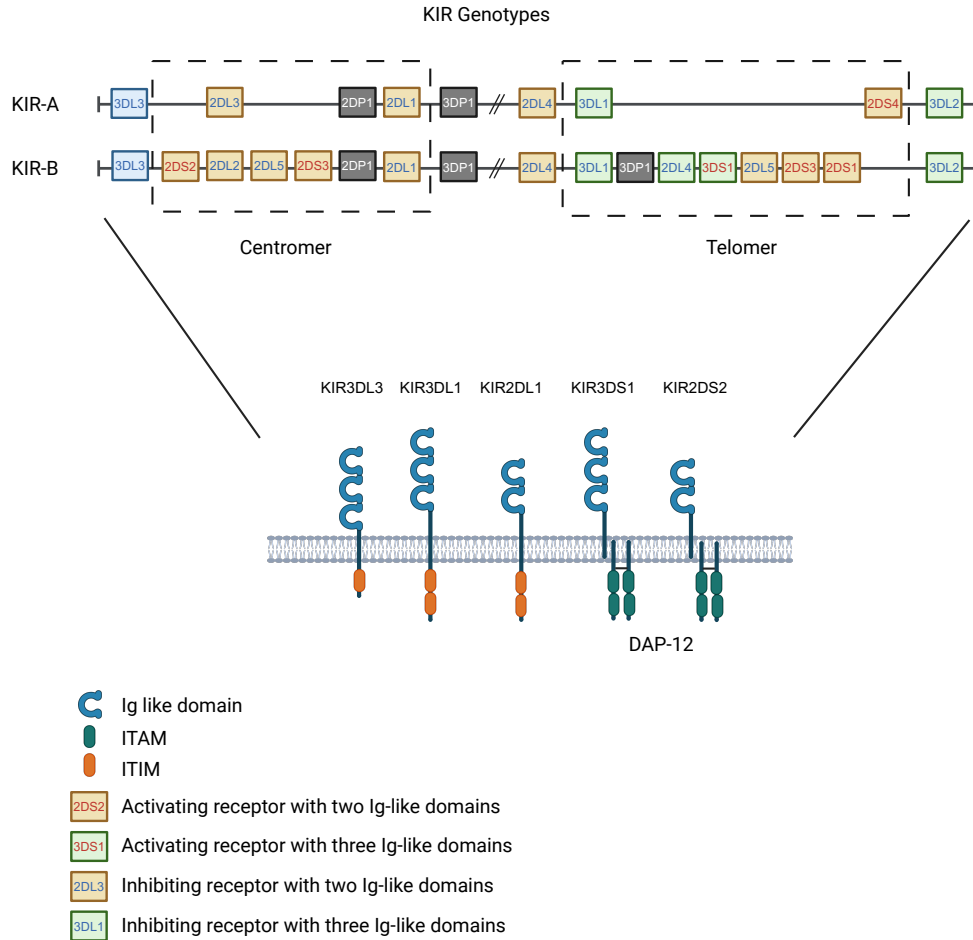 KIR Genotypes
KIR-A 3DL3 2DL3 2DP1 2DL1 3DP1 2DL4 3DL1 2DS4 3DL2
KIR-B 3DL3 2DS2 2DL2 2DL5 2DS3 2DP1 2DL1 3DP1 2DL4 3DL1 3DP1 2DL4 3DS1 2DL5 2DS3 2DS1 3DL2
Centromer Telomer
KIR3DL3 KIR3DL1 KIR2DL1 KIR3DS1 KIR2DS2
DAP-12
Ig like domain
ITAM
ITIM
2DS2 Activating receptor with two Ig-like domains
3DS1 Activating receptor with three Ig-like domains
2DL3 Inhibiting receptor with two Ig-like domains
3DL1 Inhibiting receptor with three Ig-like domains